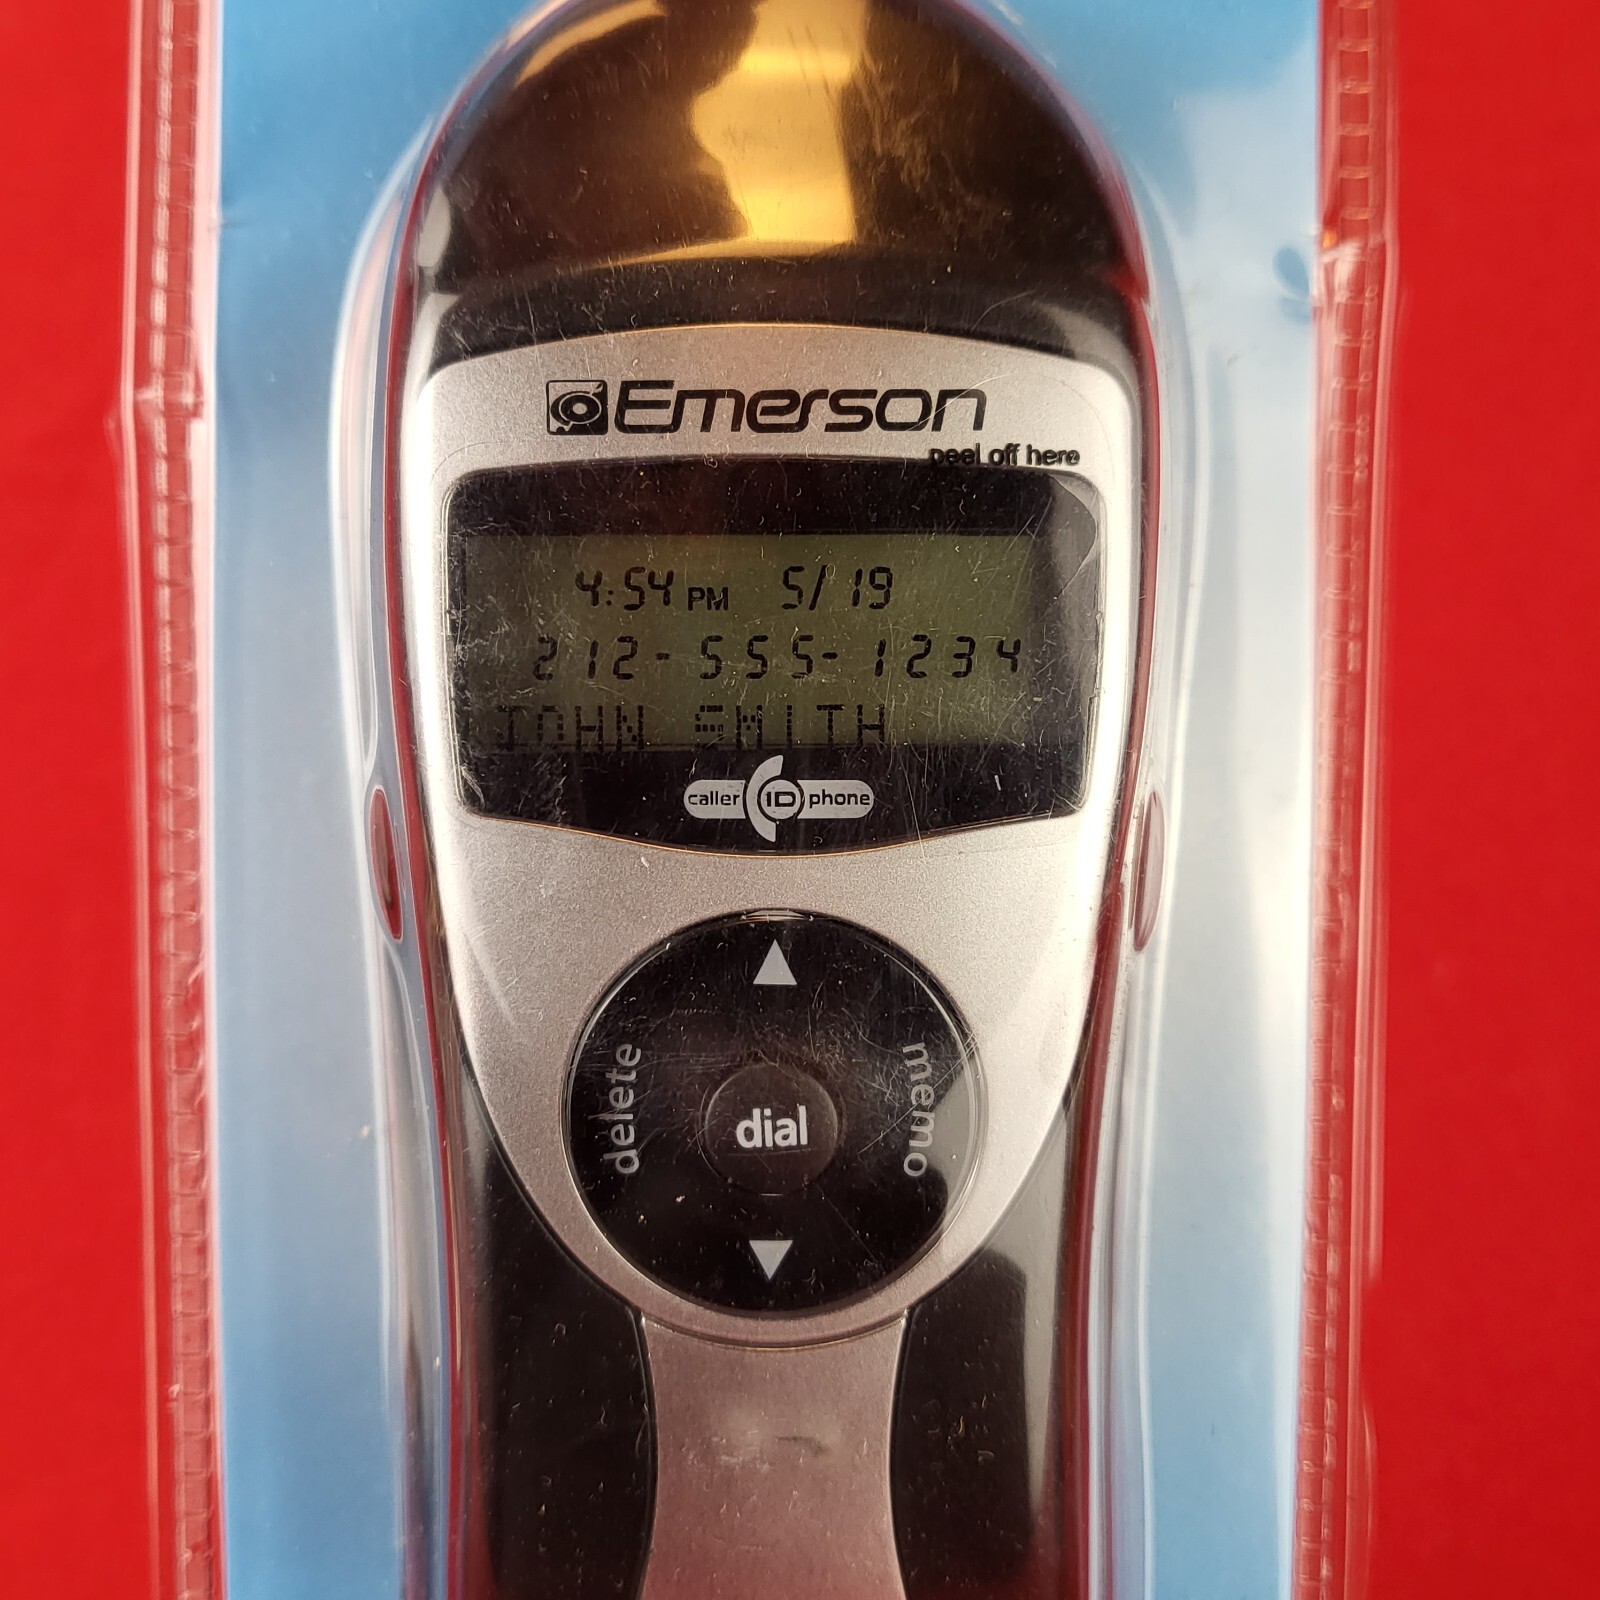 Emerson
peel off here
4:54 PM 5/19
212-555-1234
JOHN SMITH
caller ID phone
delete
dial
memo